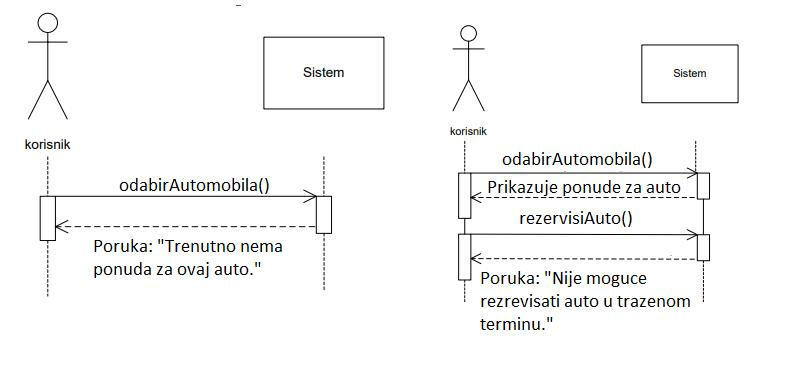 Sistem
korisnik
odabirAutomobila()
Poruka: "Trenutno nema
ponuda za ovaj auto."
Sistem
korisnik
odabirAutomobila()
Prikazuje ponude za auto
rezervisiAuto()
Poruka: "Nije moguce
rezrevisati auto u trazenom
terminu."